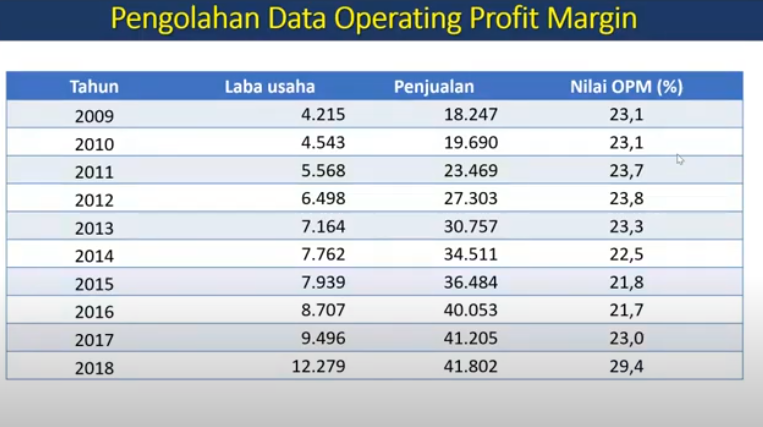 Pengolahan Data Operating Profit Margin
Tahun Laba usaha Penjualan Nilai OPM (%)
2009 4.215 18.247 23,1
2010 4.543 19.690 23,1
2011 5.568 23.469 23,7
2012 6.498 27.303 23,8
2013 7.164 30.757 23,3
2014 7.762 34.511 22,5
2015 7.939 36.484 21,8
2016 8.707 40.053 21,7
2017 9.496 41.205 23,0
2018 12.279 41.802 29,4